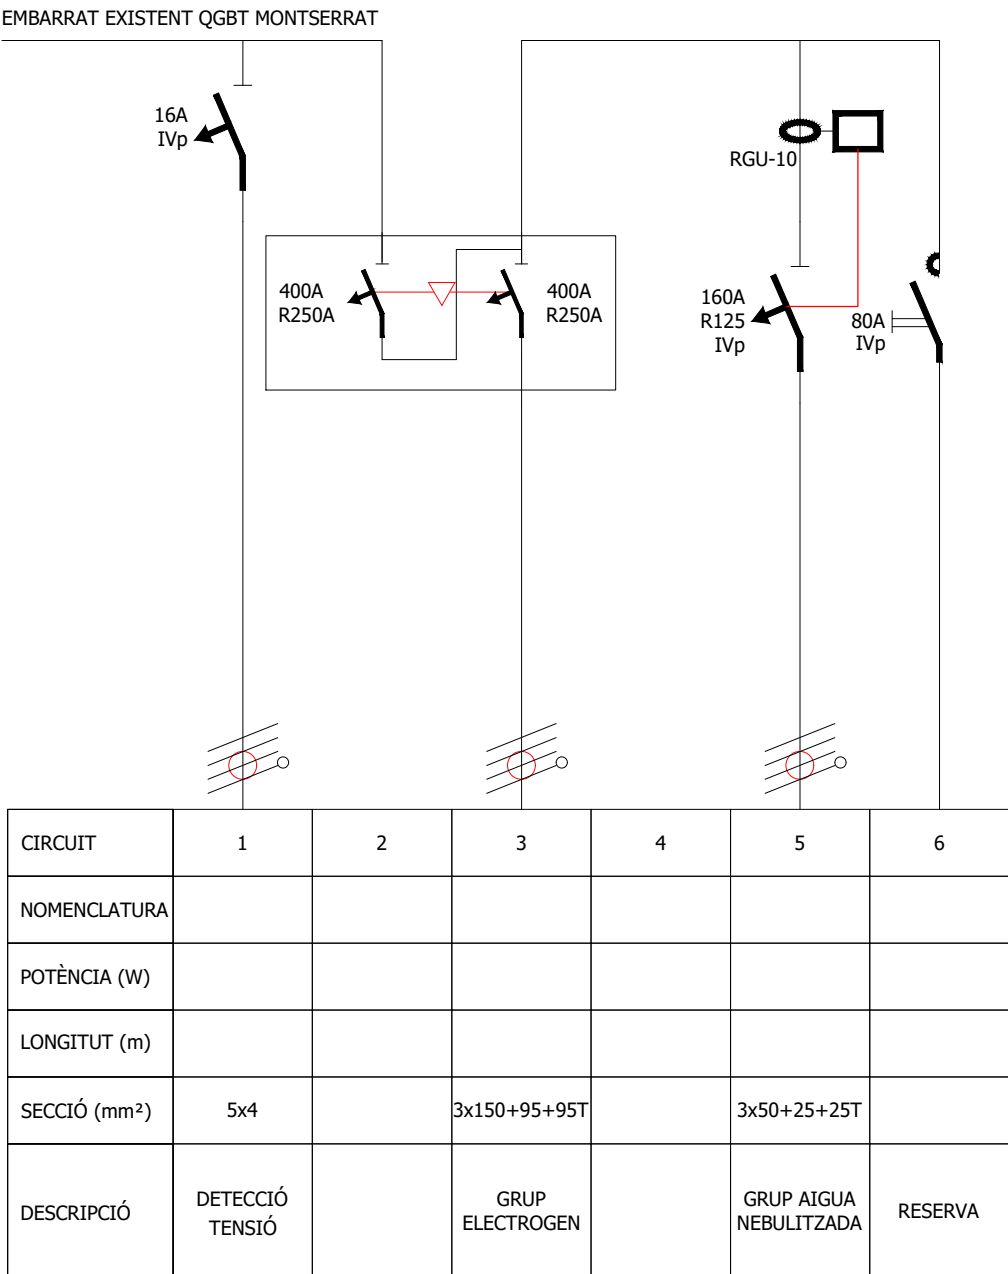 EMBARRAT EXISTENT QGBT MONTSERRAT
16A
IVp
RGU-10
400A
R250A
400A
R250A
160A
R125
IVp
80A
IVp
CIRCUIT 1 2 3 4 5 6
NOMENCLATURA
POTÈNCIA (W)
LONGITUT (m)
SECCIÓ (mm²) 5x4 3x150+95+95T 3x50+25+25T
DESCRIPCIÓ
DETECCIÓ
TENSIÓ
GRUP
ELECTROGEN
GRUP AIGUA
NEBULITZADA
RESERVA